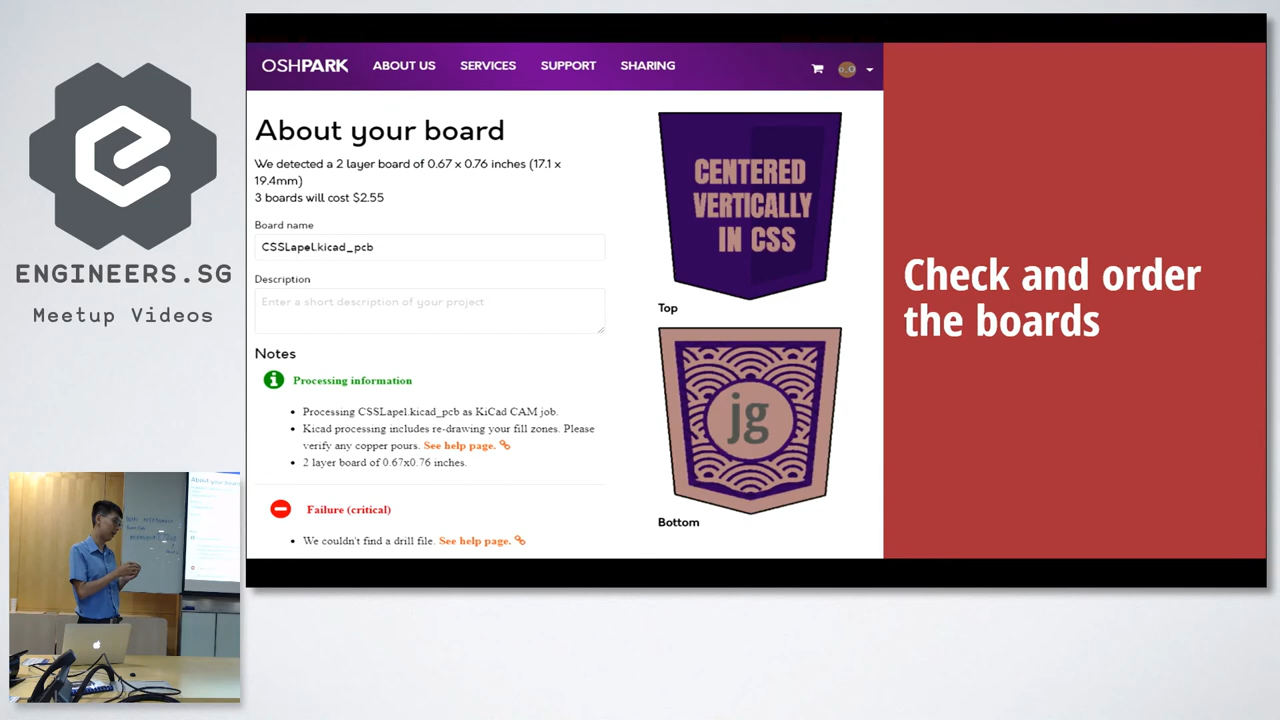 ENGINEERS.SG
Meetup Videos
OSHPARK ABOUT US SERVICES SUPPORT SHARING
About your board
We detected a 2 layer board of 0.67 x 0.76 inches (17.1 x
19.4mm)
3 boards will cost $2.55
Board name
CSSLapel.kicad_pcb
Description
Enter a short description of your project
Notes
Processing information
• Processing CSSLapel.kicad_pcb as KiCad CAM job.
• Kicad processing includes re-drawing your fill zones. Please
verify any copper pours. See help page.
• 2 layer board of 0.67x0.76 inches.
Failure (critical)
• We couldn't find a drill file. See help page.
CENTERED
VERTICALLY
IN CSS
Top
jg
Bottom
Check and order
the boards
About your board